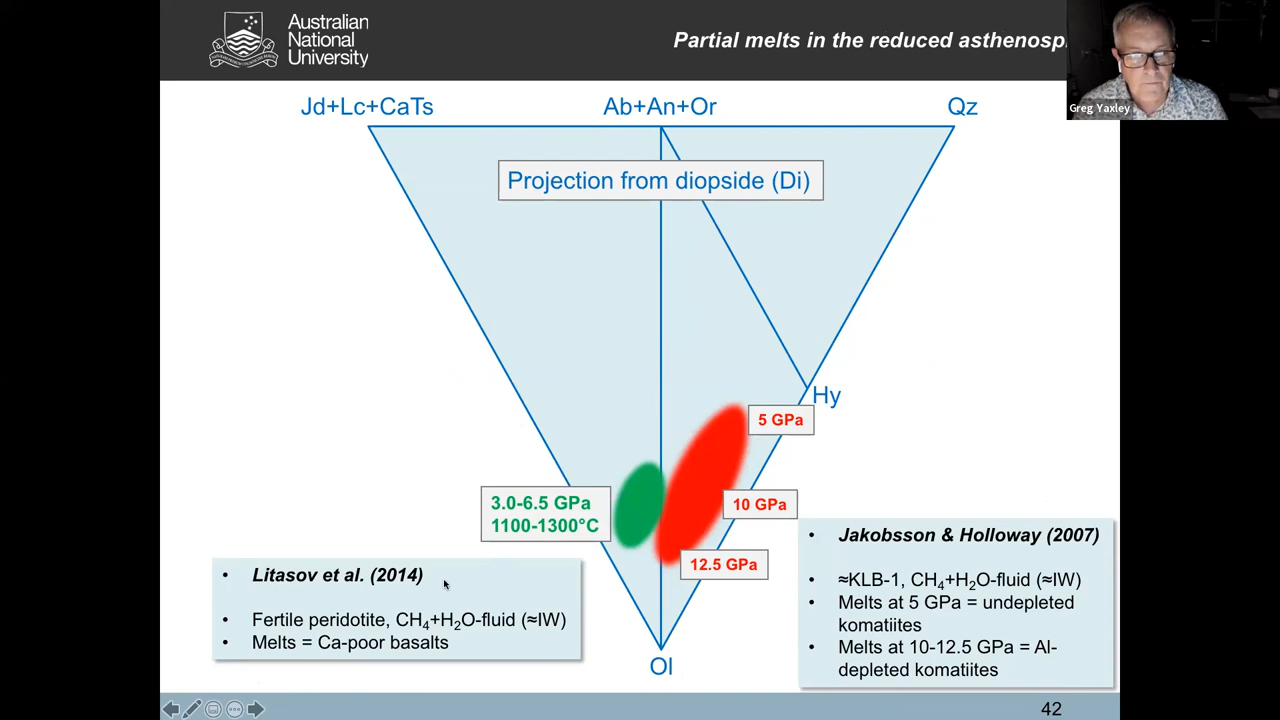 Australian
National
University
Partial melts in the reduced asthenosp
Greg Yaxley
Jd+Lc+CaTs
Ab+An+Or
Qz
Projection from diopside (Di)
Hy
5 GPa
3.0-6.5 GPa
1100-1300°C
10 GPa
12.5 GPa
• Litasov et al. (2014)
• Fertile peridotite, CH₄+H₂O-fluid (≈IW)
• Melts = Ca-poor basalts
• Jakobsson & Holloway (2007)
• ≈KLB-1, CH₄+H₂O-fluid (≈IW)
• Melts at 5 GPa = undepleted
komatiites
• Melts at 10-12.5 GPa = Al-
depleted komatiites
Ol
42